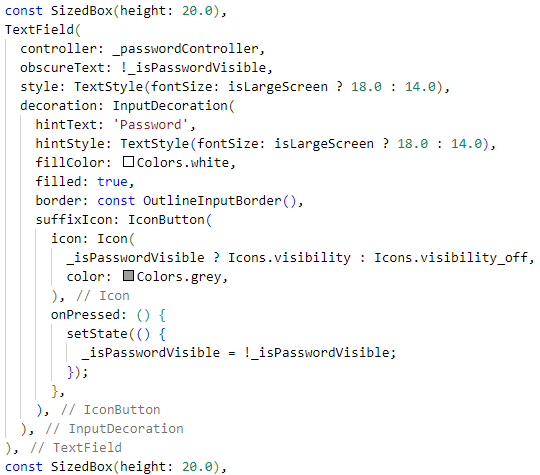 const SizedBox(height: 20.0),
TextField(
  controller: _passwordController,
  obscureText: !_isPasswordVisible,
  style: TextStyle(fontSize: isLargeScreen ? 18.0 : 14.0),
  decoration: InputDecoration(
    hintText: 'Password',
    hintStyle: TextStyle(fontSize: isLargeScreen ? 18.0 : 14.0),
    fillColor: Colors.white,
    filled: true,
    border: const OutlineInputBorder(),
    suffixIcon: IconButton(
      icon: Icon(
        _isPasswordVisible ? Icons.visibility : Icons.visibility_off,
        color: Colors.grey,
      ), // Icon
      onPressed: () {
        setState(() {
          _isPasswordVisible = !_isPasswordVisible;
        });
      },
    ), // IconButton
  ), // InputDecoration
), // TextField
const SizedBox(height: 20.0),